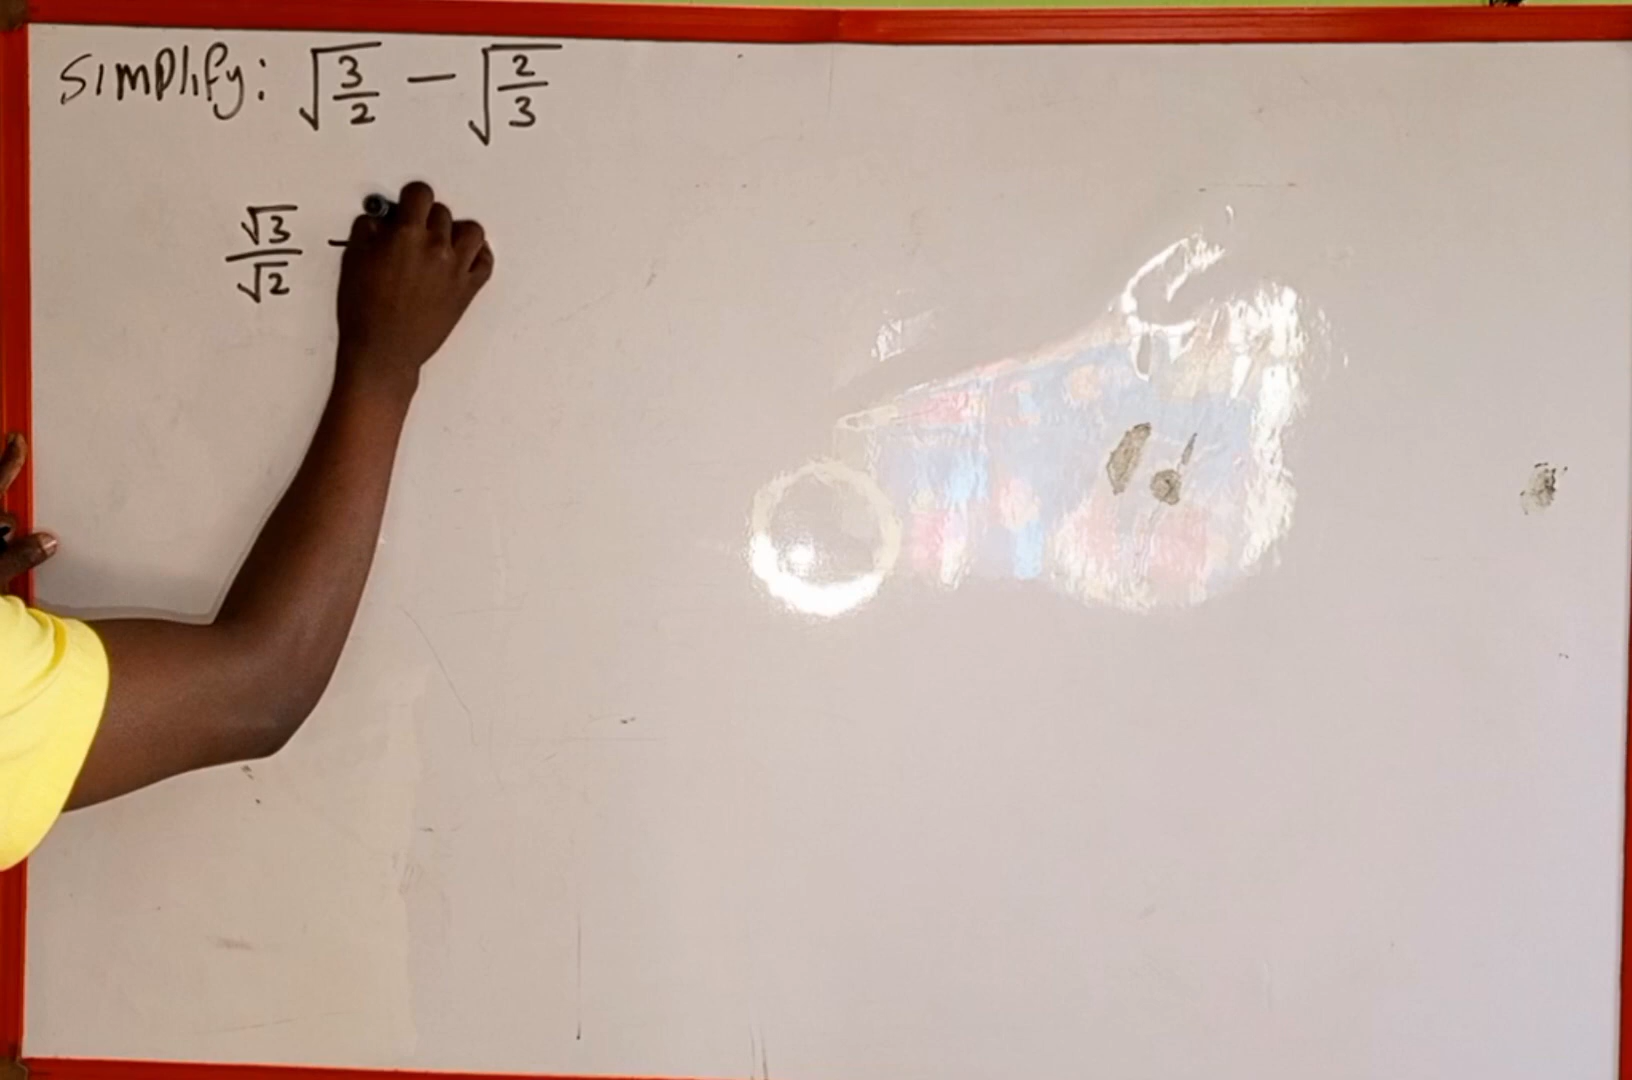 Simplify: √(3/2) − √(2/3)
√3/√2 −